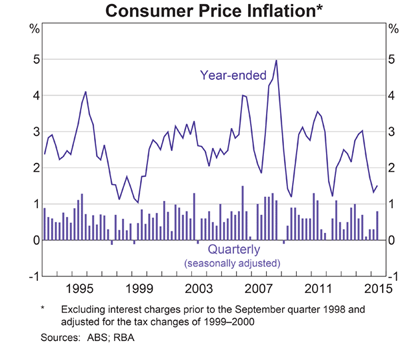 Consumer Price Inflation*
% %
Year-ended
5 5
4 4
3 3
2 2
1 1
0 0
Quarterly
(seasonally adjusted)
-1 -1
1995 1999 2003 2007 2011 2015
* Excluding interest charges prior to the September quarter 1998 and
adjusted for the tax changes of 1999–2000
Sources: ABS; RBA